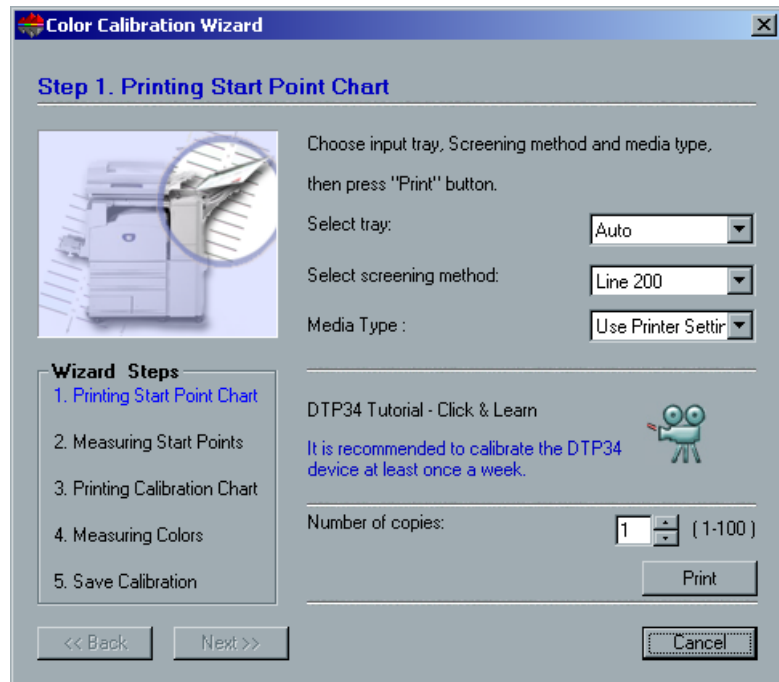 Color Calibration Wizard
Step 1. Printing Start Point Chart
Choose input tray, Screening method and media type,
then press "Print" button.
Select tray:
Auto
Select screening method:
Line 200
Media Type :
Use Printer Settir
Wizard Steps
1. Printing Start Point Chart
2. Measuring Start Points
3. Printing Calibration Chart
4. Measuring Colors
5. Save Calibration
DTP34 Tutorial - Click & Learn
It is recommended to calibrate the DTP34
device at least once a week.
Number of copies:
1
(1-100)
Print
<< Back
Next >>
Cancel